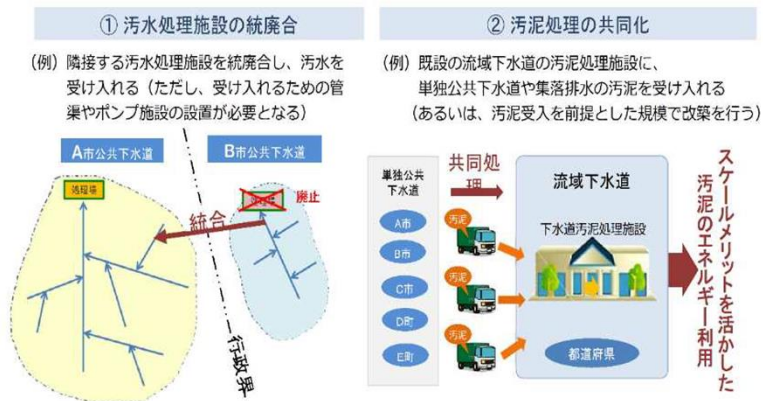 ① 汚水処理施設の統廃合
(例) 隣接する汚水処理施設を統廃合し、汚水を
受け入れる(ただし、受け入れるための管
渠やポンプ施設の設置が必要となる)
A市公共下水道
B市公共下水道
処理場
廃止
統合
行政界
② 汚泥処理の共同化
(例) 既設の流域下水道の汚泥処理施設に、
単独公共下水道や集落排水の汚泥を受け入れる
(あるいは、汚泥受入を前提とした規模で改築を行う)
単独公共
下水道
A市
B市
C市
D町
E町
共同処
理
汚泥
汚泥
汚泥
流域下水道
下水道汚泥処理施設
都道府県
スケールメリットを活かした
汚泥のエネルギー利用